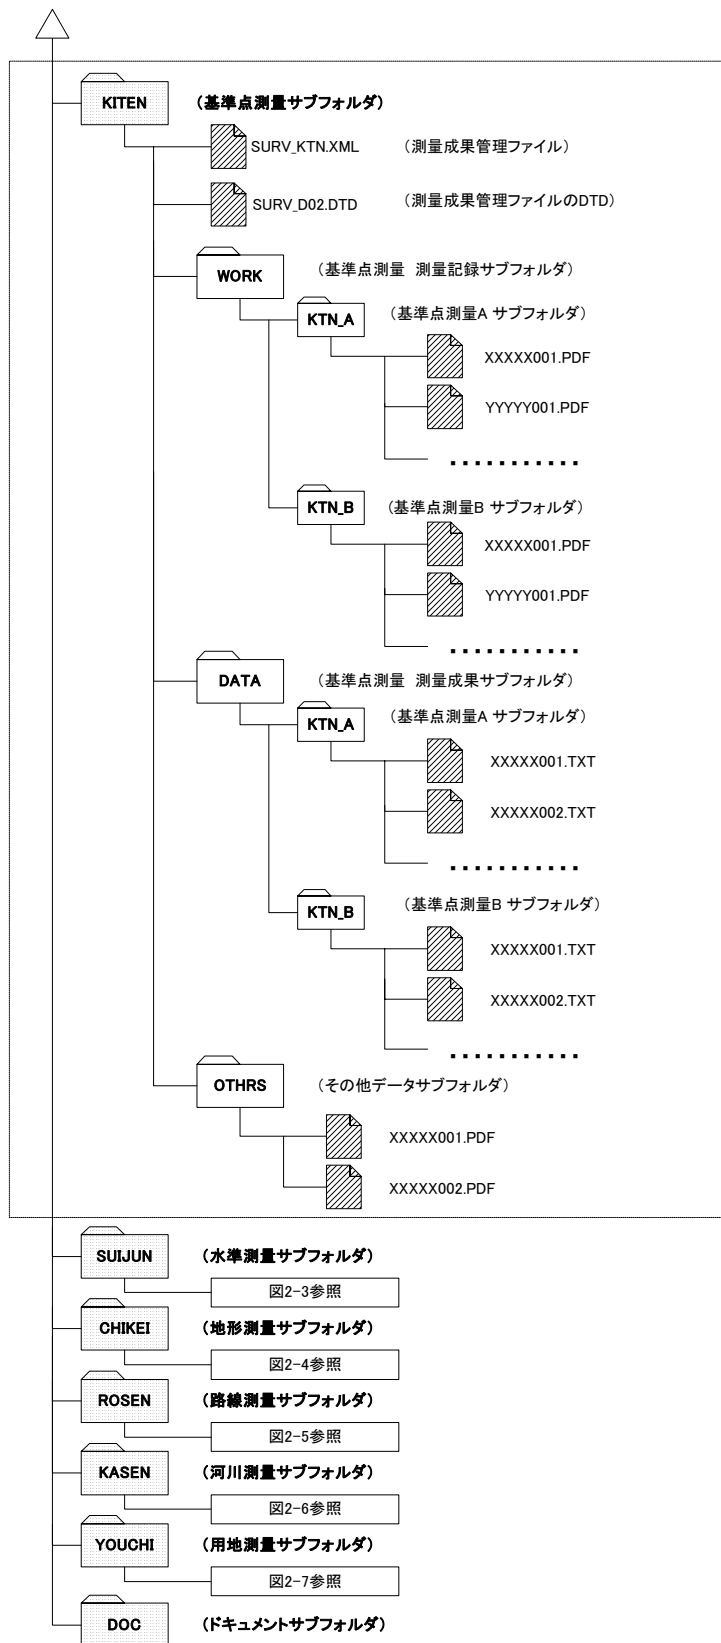 KITEN (基準点測量サブフォルダ)
SURV_KTN.XML (測量成果管理ファイル)
SURV_D02.DTD (測量成果管理ファイルのDTD)
WORK (基準点測量 測量記録サブフォルダ)
KTN_A (基準点測量A サブフォルダ)
XXXXX001.PDF
YYYYY001.PDF
...........
KTN_B (基準点測量B サブフォルダ)
XXXXX001.PDF
YYYYY001.PDF
...........
DATA (基準点測量 測量成果サブフォルダ)
KTN_A (基準点測量A サブフォルダ)
XXXXX001.TXT
XXXXX002.TXT
...........
KTN_B (基準点測量B サブフォルダ)
XXXXX001.TXT
XXXXX002.TXT
...........
OTHRS (その他データサブフォルダ)
XXXXX001.PDF
XXXXX002.PDF
SUIJUN (水準測量サブフォルダ)
図2-3参照
CHIKEI (地形測量サブフォルダ)
図2-4参照
ROSEN (路線測量サブフォルダ)
図2-5参照
KASEN (河川測量サブフォルダ)
図2-6参照
YOUCHI (用地測量サブフォルダ)
図2-7参照
DOC (ドキュメントサブフォルダ)